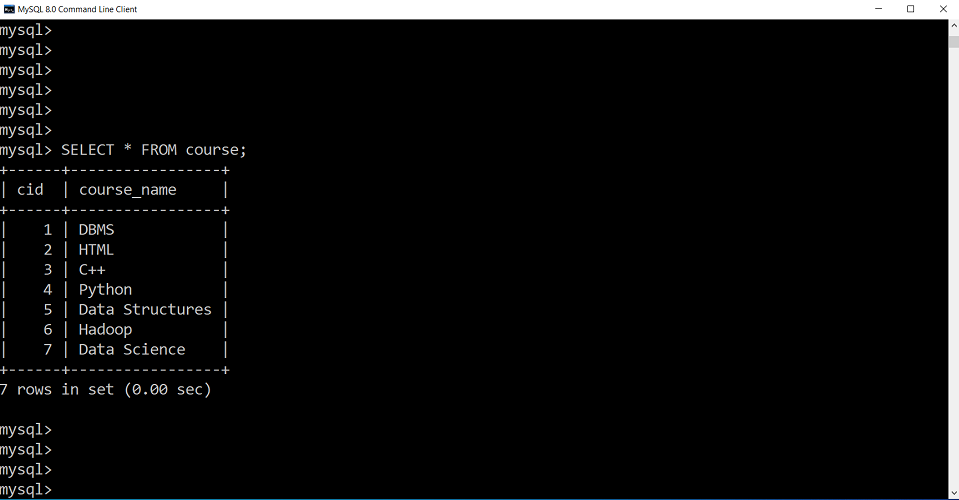 MySQL 8.0 Command Line Client
mysql>
mysql>
mysql>
mysql>
mysql>
mysql>
mysql> SELECT * FROM course;
+------+-----------------+
| cid  | course_name     |
+------+-----------------+
|    1 | DBMS            |
|    2 | HTML            |
|    3 | C++             |
|    4 | Python          |
|    5 | Data Structures |
|    6 | Hadoop          |
|    7 | Data Science    |
+------+-----------------+
7 rows in set (0.00 sec)
mysql>
mysql>
mysql>
mysql>